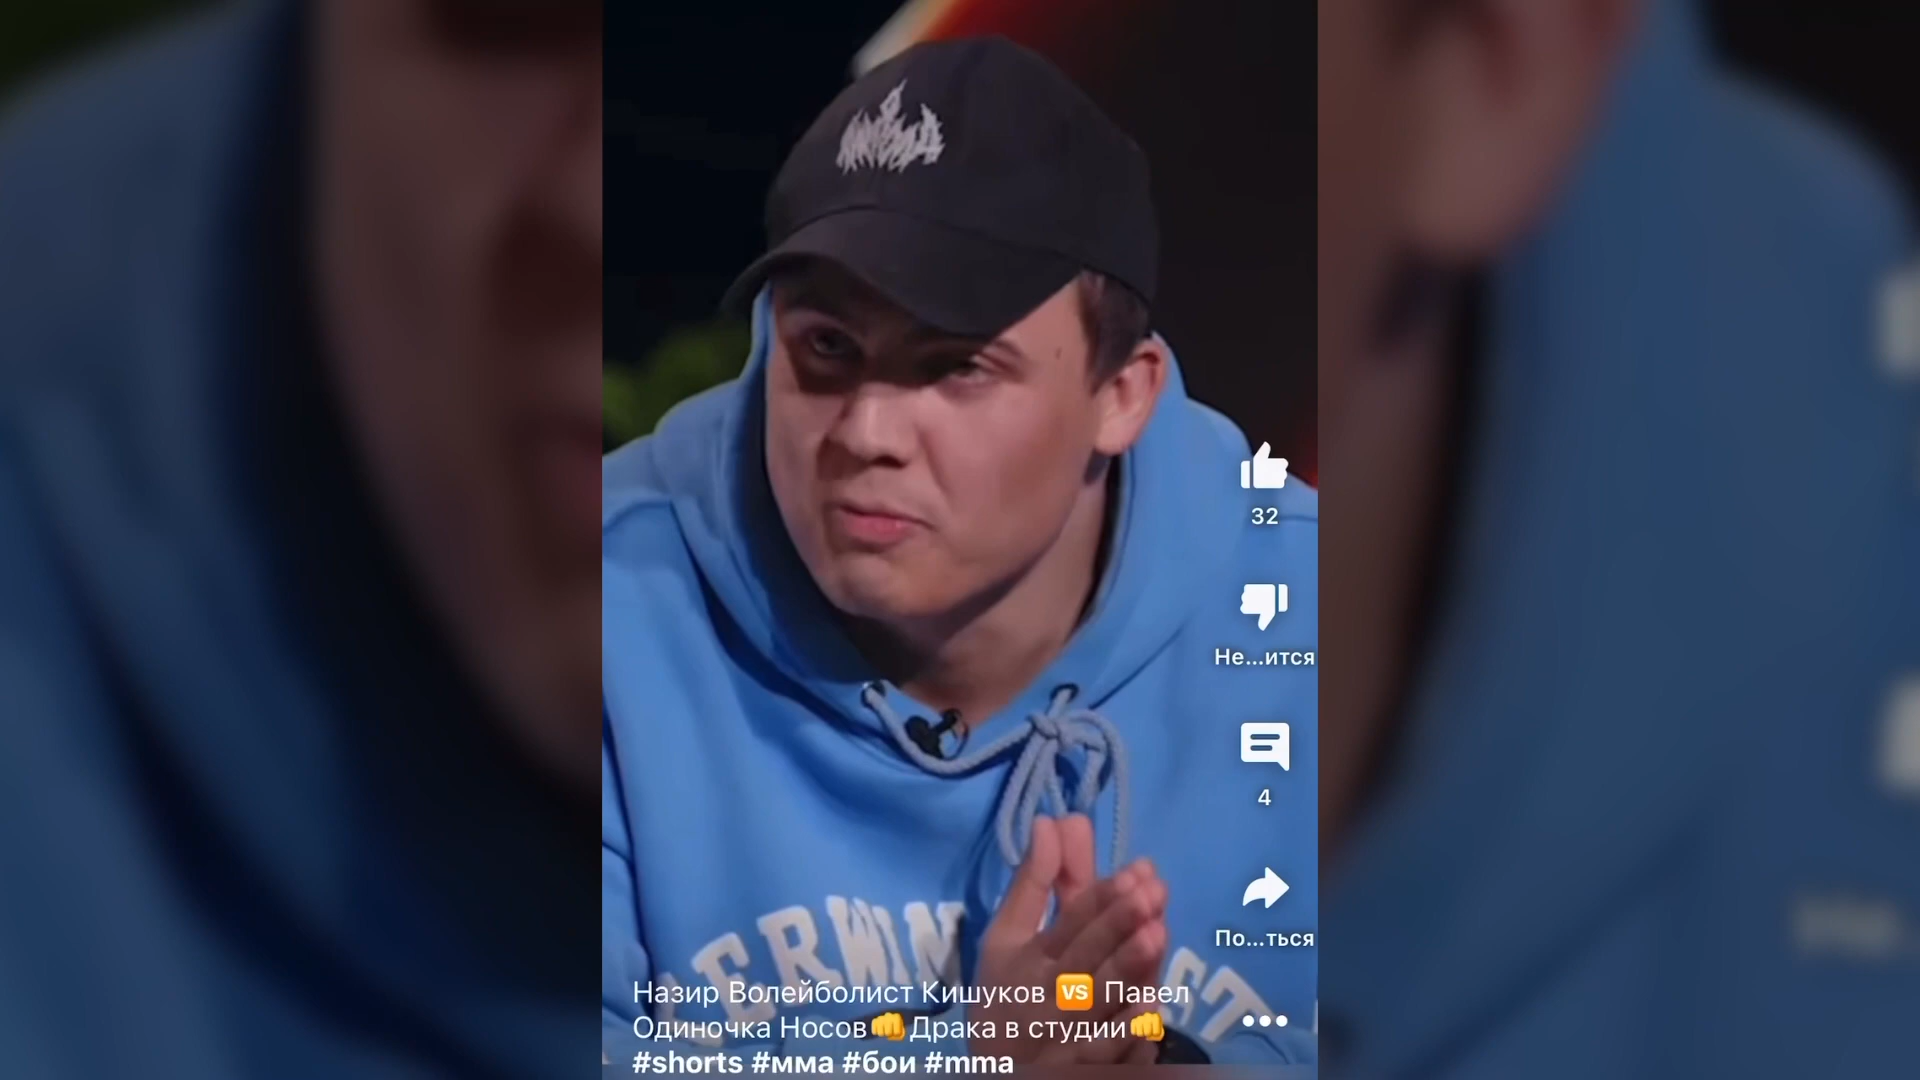 32
Не...ится
4
По...ться
Назир Волейболист Кишуков VS Павел
Одиночка Носов👊Драка в студии👊
#shorts #мма #бои #mma